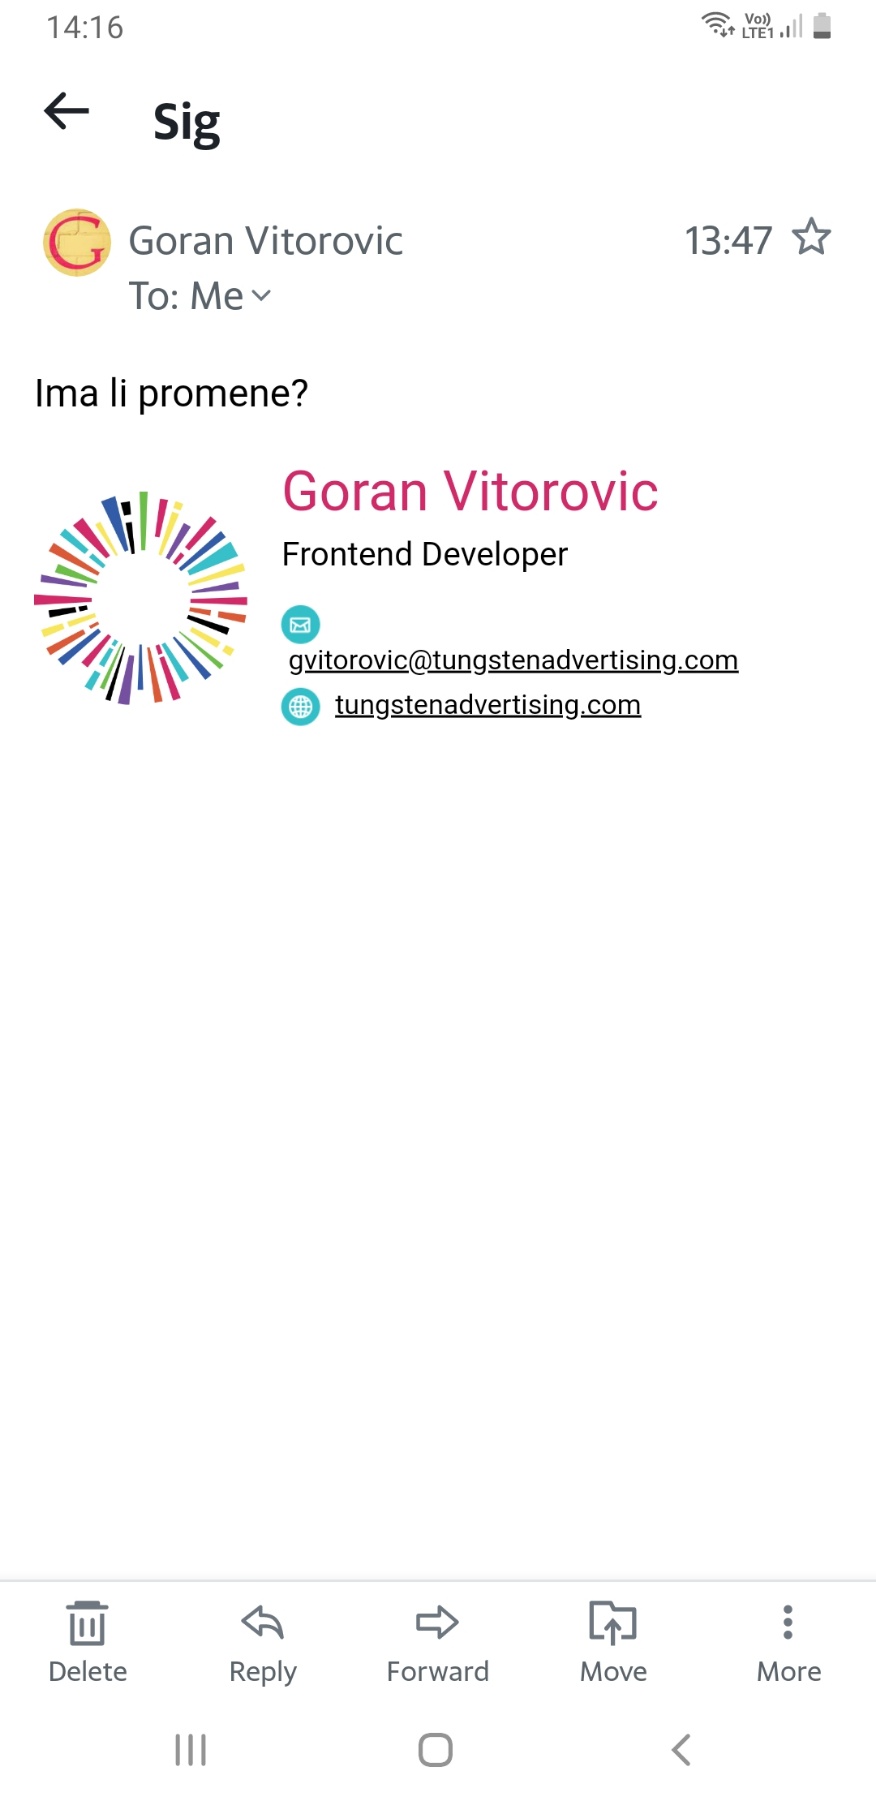 14:16
Vo)) LTE1
Sig
G
Goran Vitorovic
13:47
To: Me
Ima li promene?
Goran Vitorovic
Frontend Developer
gvitorovic@tungstenadvertising.com
tungstenadvertising.com
Delete
Reply
Forward
Move
More